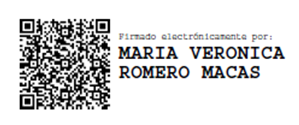 Firmado electrónicamente por:
MARIA VERONICA
ROMERO MACAS